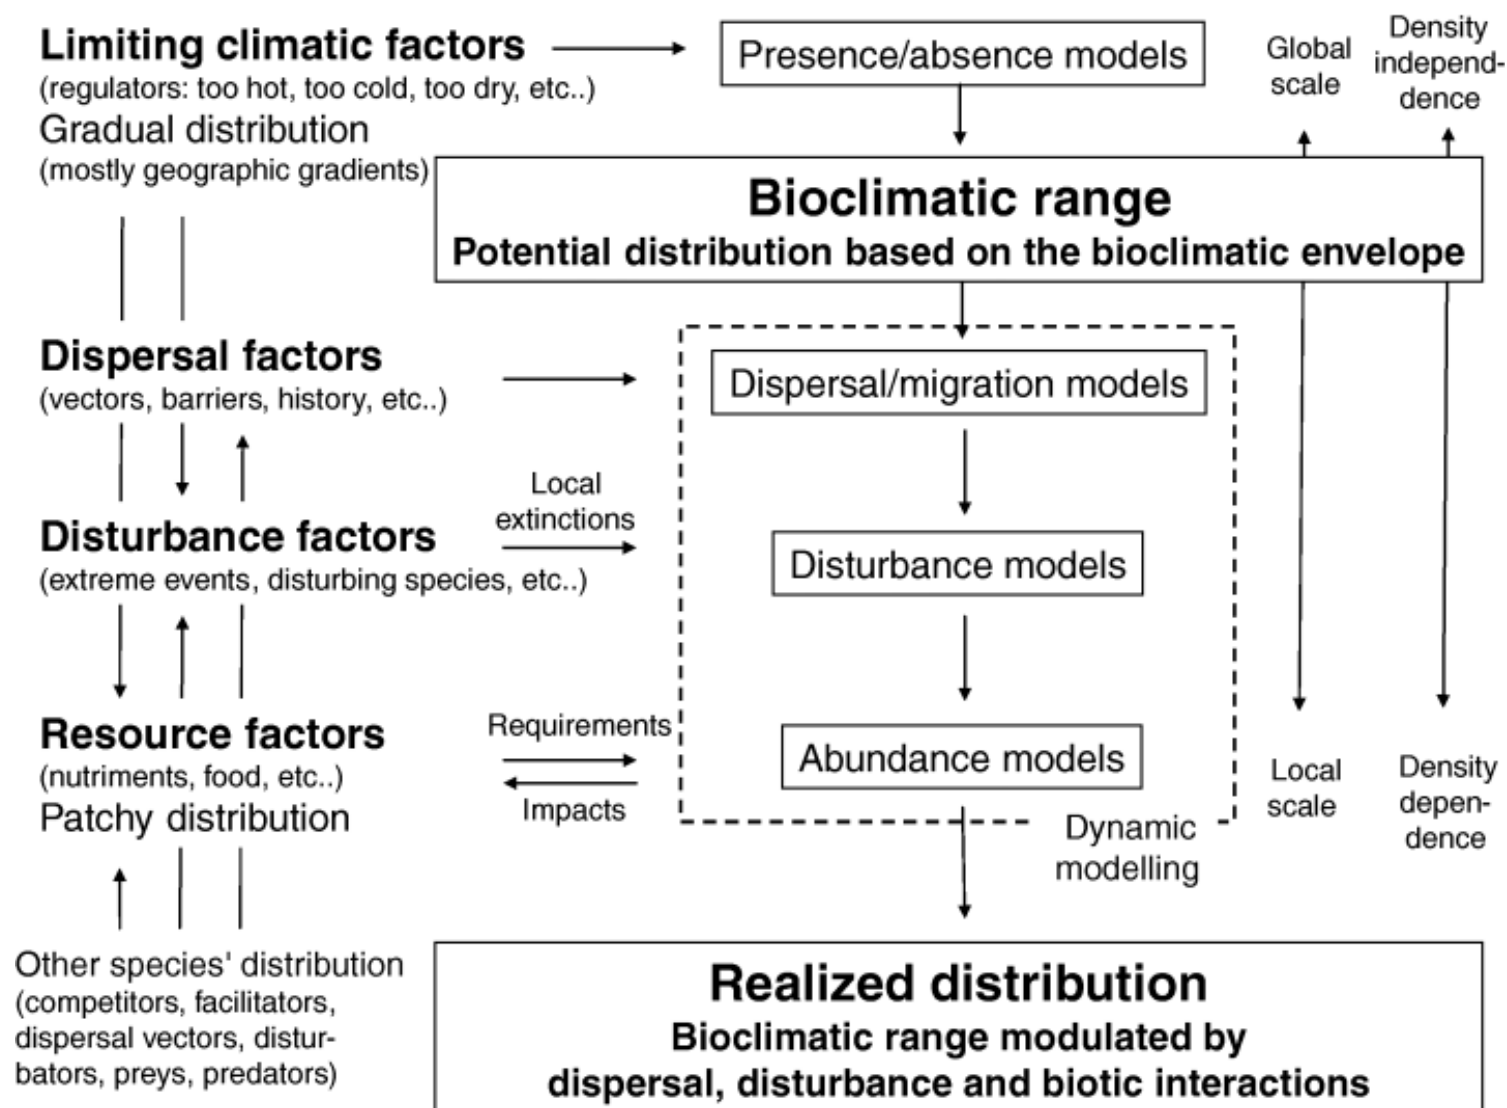 Limiting climatic factors
(regulators: too hot, too cold, too dry, etc..)
Gradual distribution
(mostly geographic gradients)
Presence/absence models
Global
scale
Density
independ-
dence
Bioclimatic range
Potential distribution based on the bioclimatic envelope
Dispersal factors
(vectors, barriers, history, etc..)
Dispersal/migration models
Disturbance factors
(extreme events, disturbing species, etc..)
Local
extinctions
Disturbance models
Resource factors
(nutriments, food, etc..)
Patchy distribution
Requirements
Impacts
Abundance models
Dynamic
modelling
Local
scale
Density
depen-
dence
Other species' distribution
(competitors, facilitators,
dispersal vectors, distur-
bators, preys, predators)
Realized distribution
Bioclimatic range modulated by
dispersal, disturbance and biotic interactions